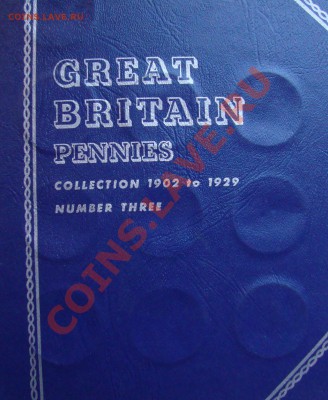 COINS.LAVE.RU
GREAT
BRITAIN
PENNIES
COLLECTION 1902 to 1929
NUMBER THREE
COINS.LAVE.RU